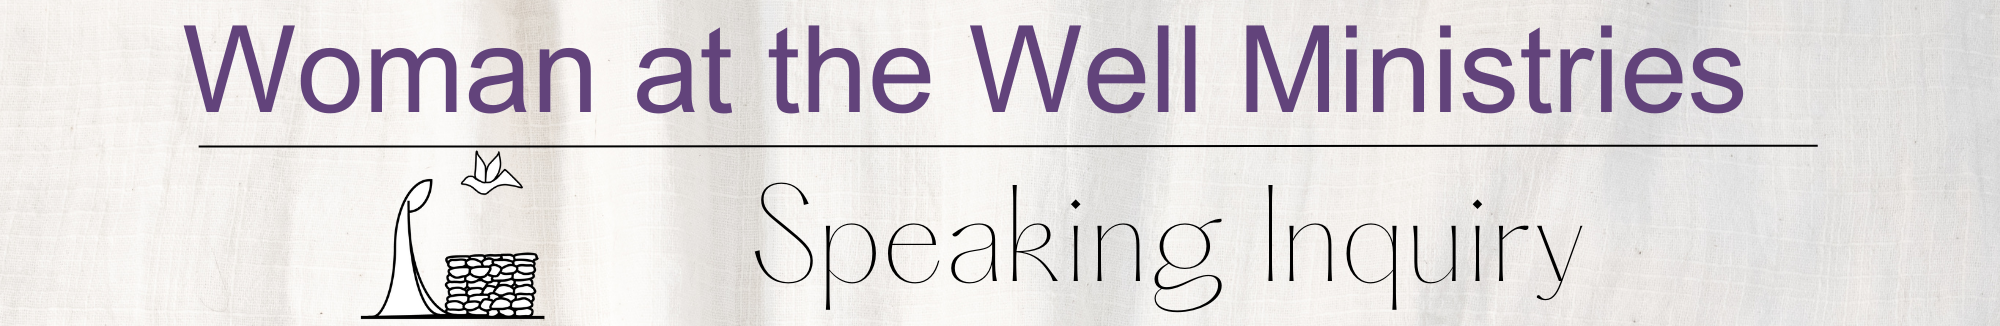 Woman at the Well Ministries
Speaking Inquiry